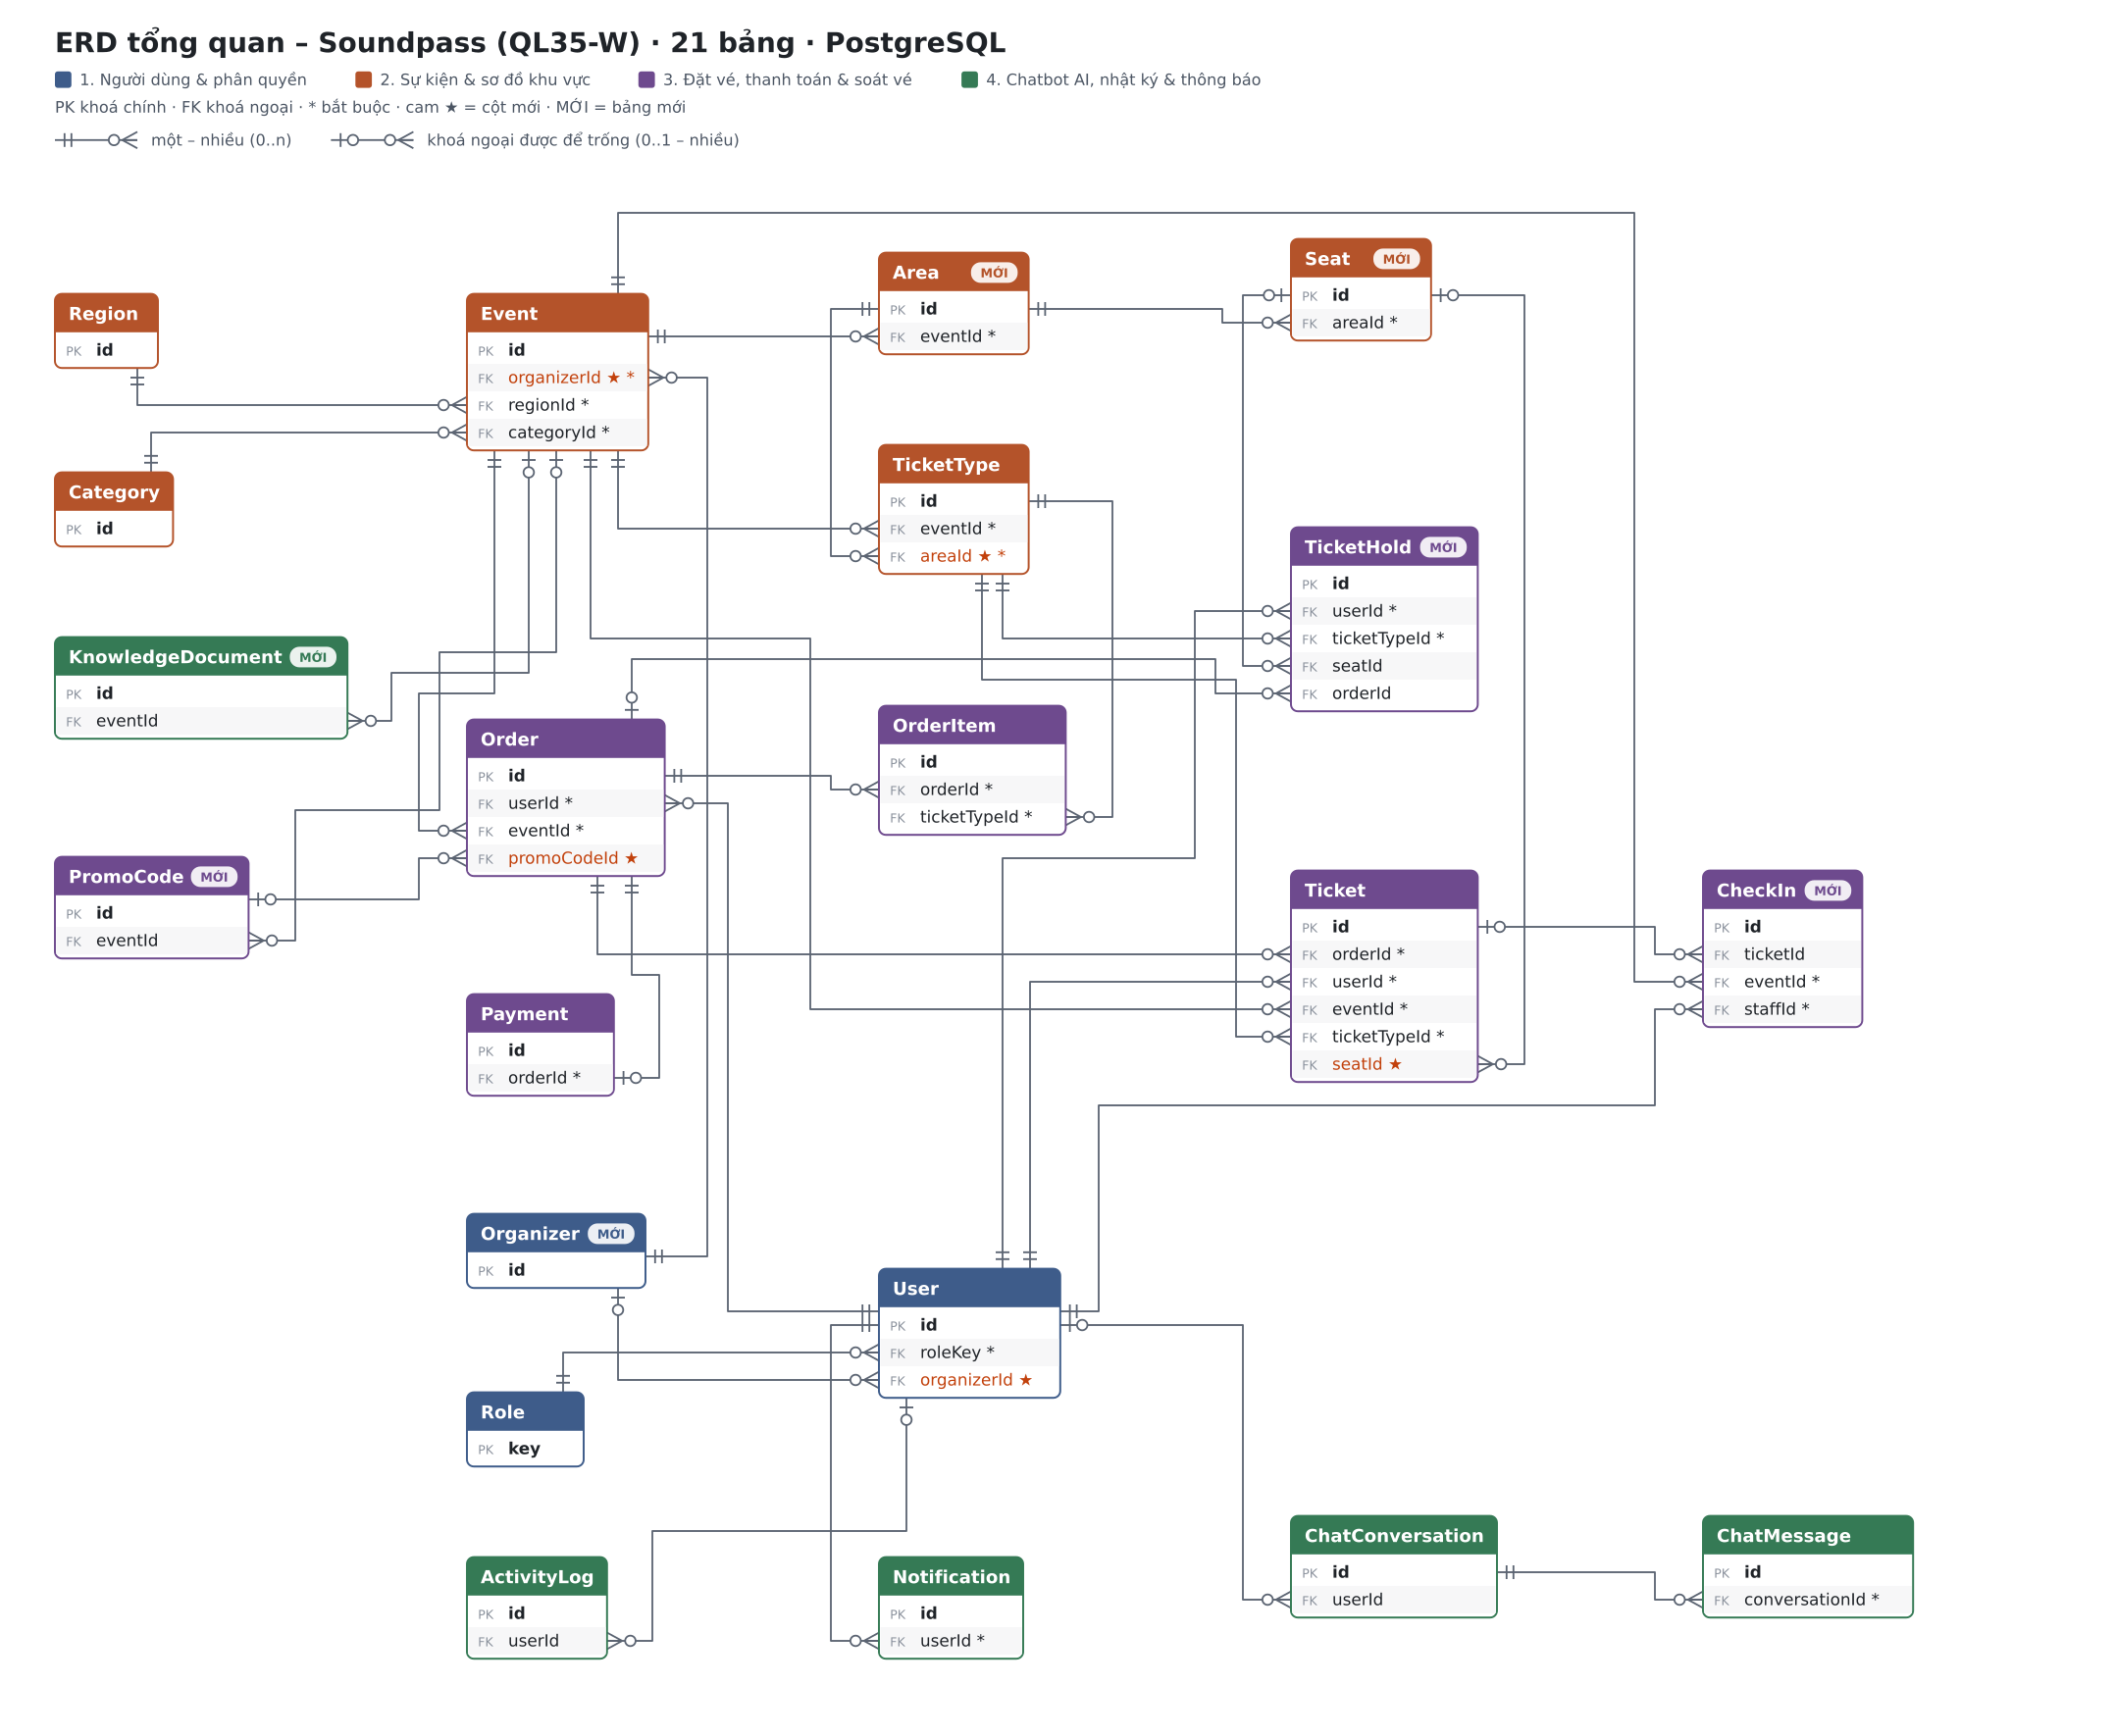 ERD tổng quan – Soundpass (QL35-W) · 21 bảng · PostgreSQL
1. Người dùng & phân quyền
2. Sự kiện & sơ đồ khu vực
3. Đặt vé, thanh toán & soát vé
4. Chatbot AI, nhật ký & thông báo
PK khoá chính · FK khoá ngoại · * bắt buộc · cam ★ = cột mới · MỚI = bảng mới
một – nhiều (0..n)
khoá ngoại được để trống (0..1 – nhiều)
Region
PK id
Category
PK id
Event
PK id
FK organizerId ★ *
FK regionId *
FK categoryId *
Area MỚI
PK id
FK eventId *
Seat MỚI
PK id
FK areaId *
TicketType
PK id
FK eventId *
FK areaId ★ *
TicketHold MỚI
PK id
FK userId *
FK ticketTypeId *
FK seatId
FK orderId
KnowledgeDocument MỚI
PK id
FK eventId
Order
PK id
FK userId *
FK eventId *
FK promoCodeId ★
OrderItem
PK id
FK orderId *
FK ticketTypeId *
PromoCode MỚI
PK id
FK eventId
Ticket
PK id
FK orderId *
FK userId *
FK eventId *
FK ticketTypeId *
FK seatId ★
CheckIn MỚI
PK id
FK ticketId
FK eventId *
FK staffId *
Payment
PK id
FK orderId *
Organizer MỚI
PK id
User
PK id
FK roleKey *
FK organizerId ★
Role
PK key
ActivityLog
PK id
FK userId
Notification
PK id
FK userId *
ChatConversation
PK id
FK userId
ChatMessage
PK id
FK conversationId *